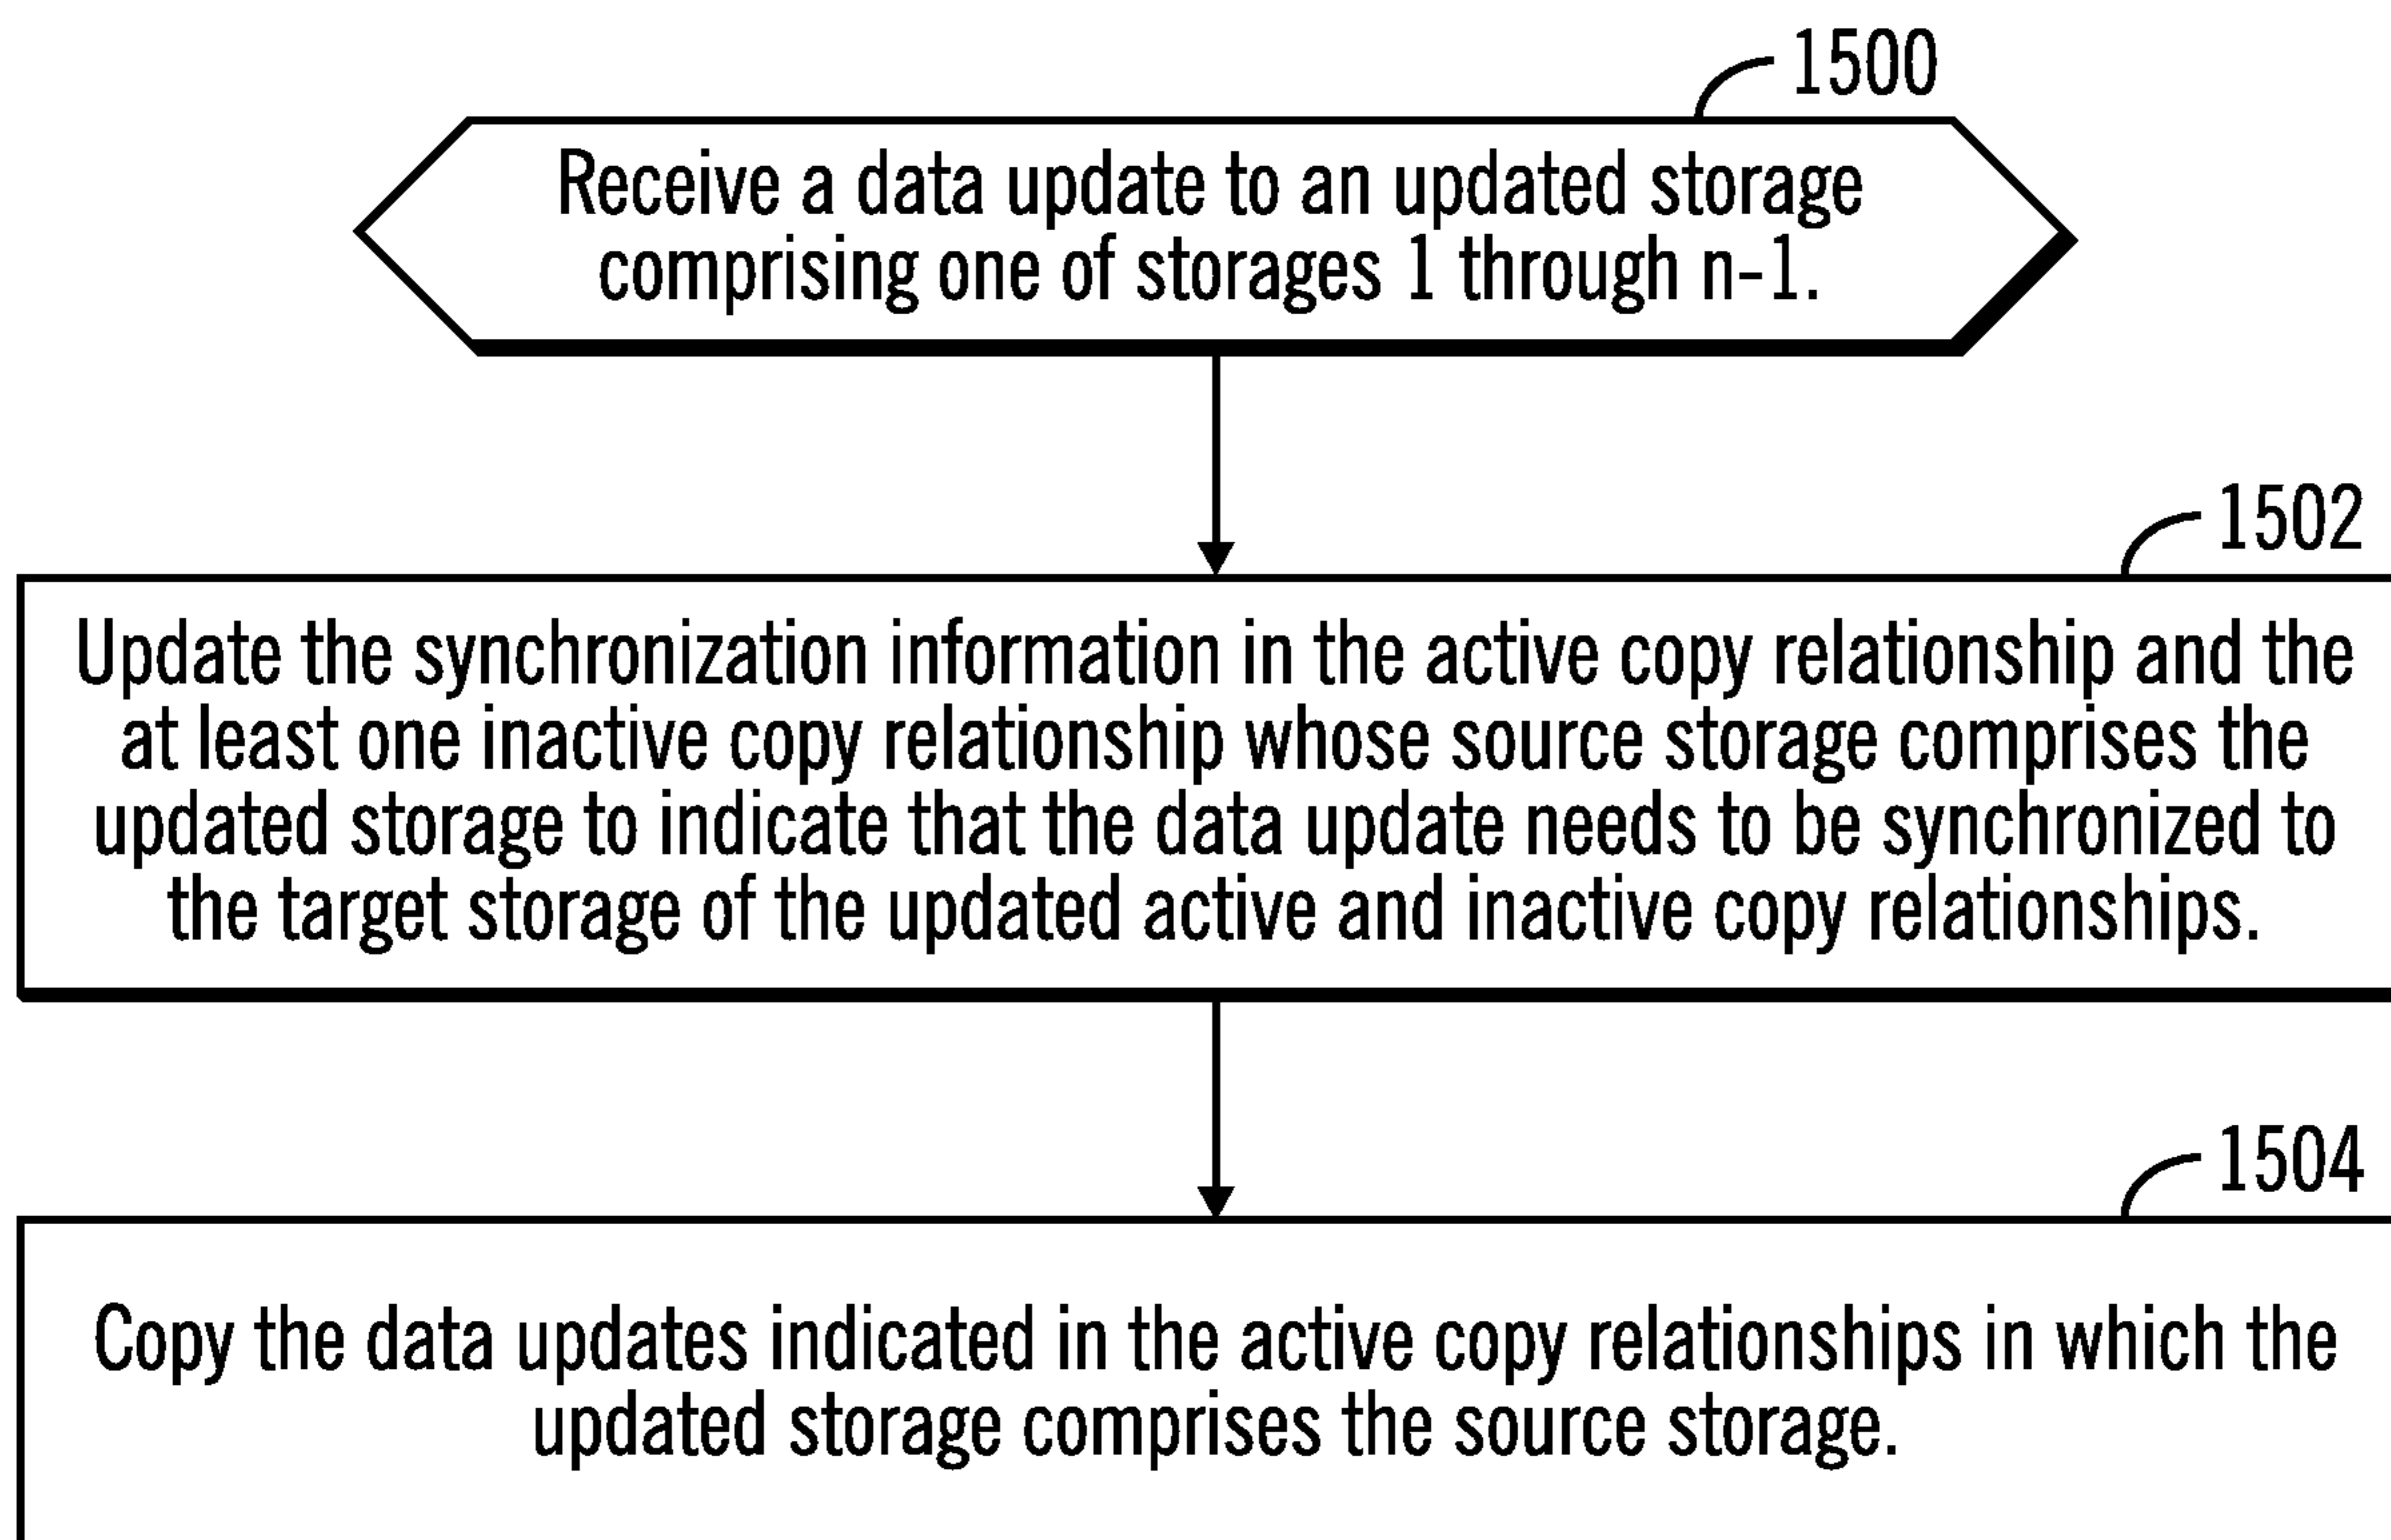 1500
Receive a data update to an updated storage
comprising one of storages 1 through n-1.
1502
Update the synchronization information in the active copy relationship and the
at least one inactive copy relationship whose source storage comprises the
updated storage to indicate that the data update needs to be synchronized to
the target storage of the updated active and inactive copy relationships.
1504
Copy the data updates indicated in the active copy relationships in which the
updated storage comprises the source storage.